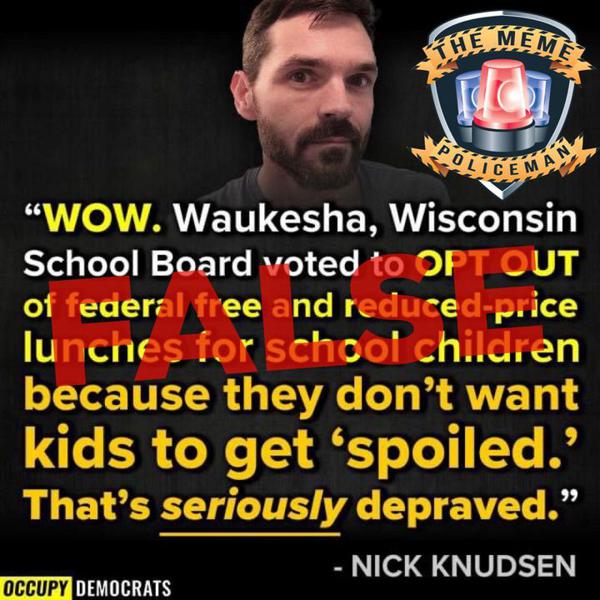 THE MEME
POLICEMAN
“WOW. Waukesha, Wisconsin
School Board voted to OPT OUT
of federal free and reduced-price
lunches for school children
because they don’t want
kids to get ‘spoiled.’
That’s seriously depraved.”
FALSE
- NICK KNUDSEN
OCCUPY DEMOCRATS